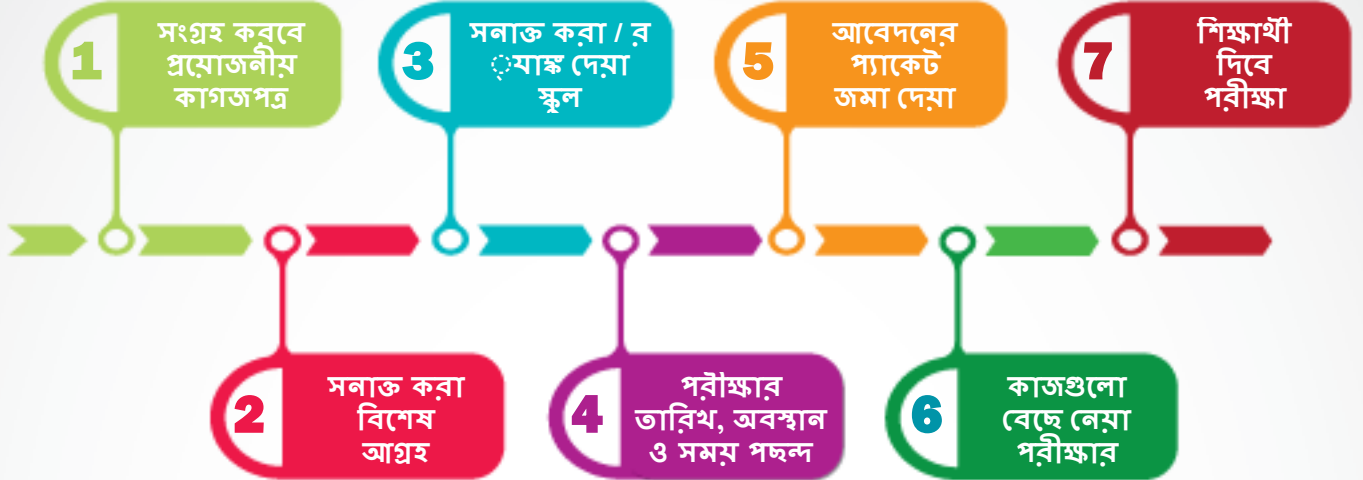 1
সংগ্রহ করবে
প্রয়োজনীয়
কাগজপত্র
2
সনাক্ত করা
বিশেষ
আগ্রহ
3
সনাক্ত করা / র
়্যাঙ্ক দেয়া
স্কুল
4
পরীক্ষার
তারিখ, অবস্থান
ও সময় পছন্দ
5
আবেদনের
প্যাকেট
জমা দেয়া
6
কাজগুলো
বেছে নেয়া
পরীক্ষার
7
শিক্ষার্থী
দিবে
পরীক্ষা